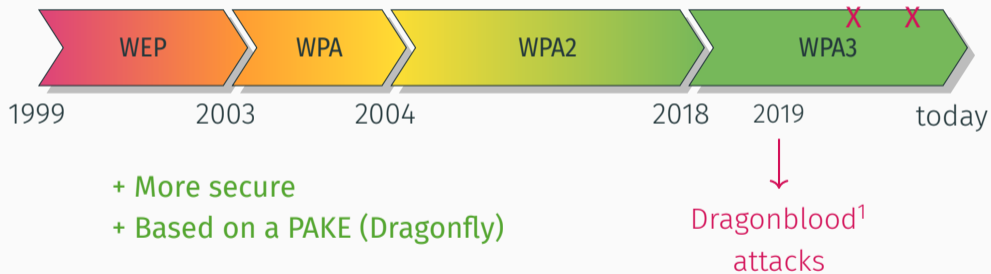 X X
WEP WPA WPA2 WPA3
1999 2003 2004 2018 2019 today
+ More secure
+ Based on a PAKE (Dragonfly)
Dragonblood¹
attacks